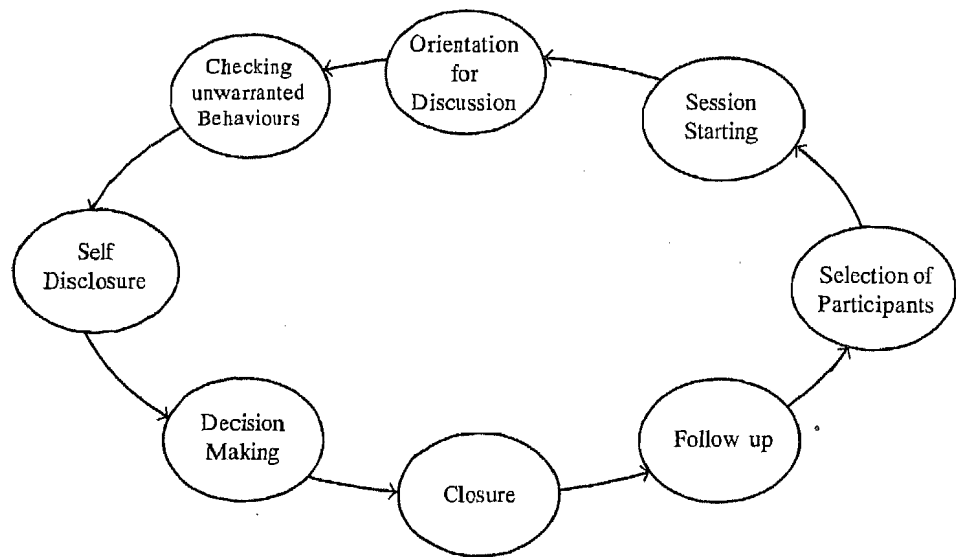 Orientation
for
Discussion
Checking
unwarranted
Behaviours
Session
Starting
Self
Disclosure
Selection of
Participants
Decision
Making
Follow up
Closure